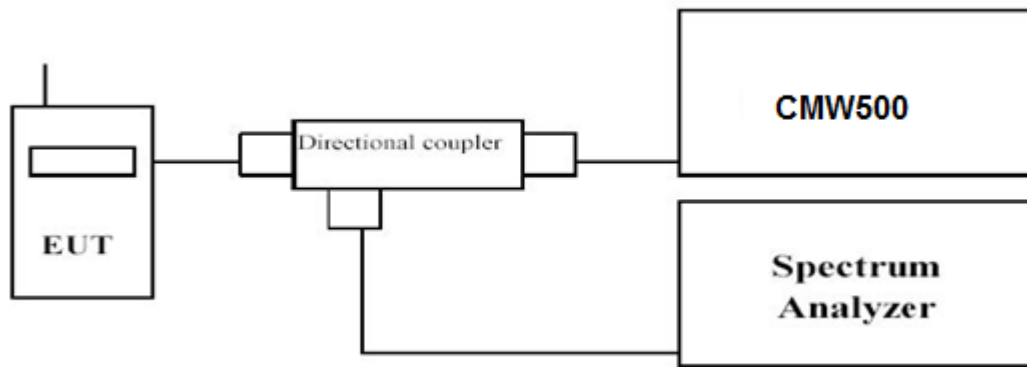 CMW500
Directional coupler
EUT
Spectrum
Analyzer